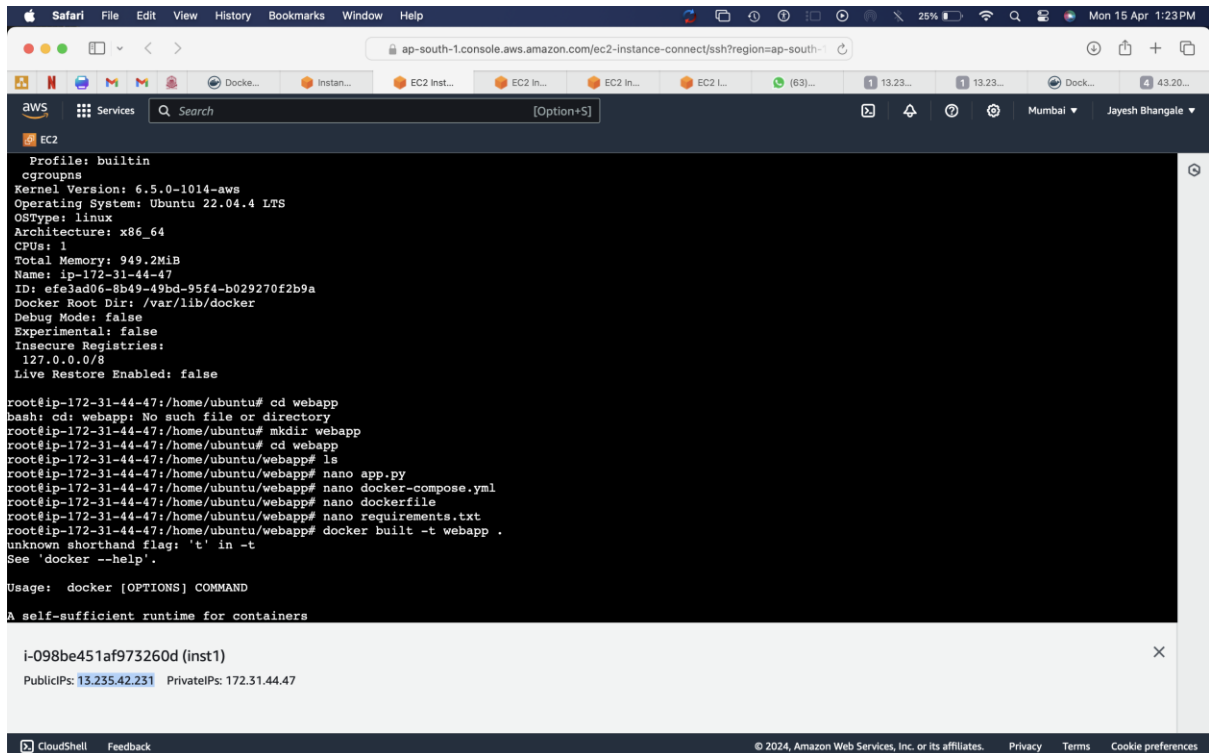 Safari File Edit View History Bookmarks Window Help 25% Mon 15 Apr 1:23 PM
ap-south-1.console.aws.amazon.com/ec2-instance-connect/ssh?region=ap-south-
Docke... Instan... EC2 Inst... EC2 In... EC2 In... EC2 I... (63)... 1 13.23... 1 13.23... Dock... 4 43.20...
aws Services Search [Option+S] Mumbai Jayesh Bhangale
EC2
Profile: builtin
cgroupns
Kernel Version: 6.5.0-1014-aws
Operating System: Ubuntu 22.04.4 LTS
OSType: linux
Architecture: x86_64
CPUs: 1
Total Memory: 949.2MiB
Name: ip-172-31-44-47
ID: efe3ad06-8b49-49bd-95f4-b029270f2b9a
Docker Root Dir: /var/lib/docker
Debug Mode: false
Experimental: false
Insecure Registries:
127.0.0.0/8
Live Restore Enabled: false
root@ip-172-31-44-47:/home/ubuntu# cd webapp
bash: cd: webapp: No such file or directory
root@ip-172-31-44-47:/home/ubuntu# mkdir webapp
root@ip-172-31-44-47:/home/ubuntu# cd webapp
root@ip-172-31-44-47:/home/ubuntu/webapp# ls
root@ip-172-31-44-47:/home/ubuntu/webapp# nano app.py
root@ip-172-31-44-47:/home/ubuntu/webapp# nano docker-compose.yml
root@ip-172-31-44-47:/home/ubuntu/webapp# nano dockerfile
root@ip-172-31-44-47:/home/ubuntu/webapp# nano requirements.txt
root@ip-172-31-44-47:/home/ubuntu/webapp# docker built -t webapp .
unknown shorthand flag: 't' in -t
See 'docker --help'.
Usage: docker [OPTIONS] COMMAND
A self-sufficient runtime for containers
i-098be451af973260d (inst1)
PublicIPs: 13.235.42.231 PrivateIPs: 172.31.44.47
CloudShell Feedback © 2024, Amazon Web Services, Inc. or its affiliates. Privacy Terms Cookie preferences